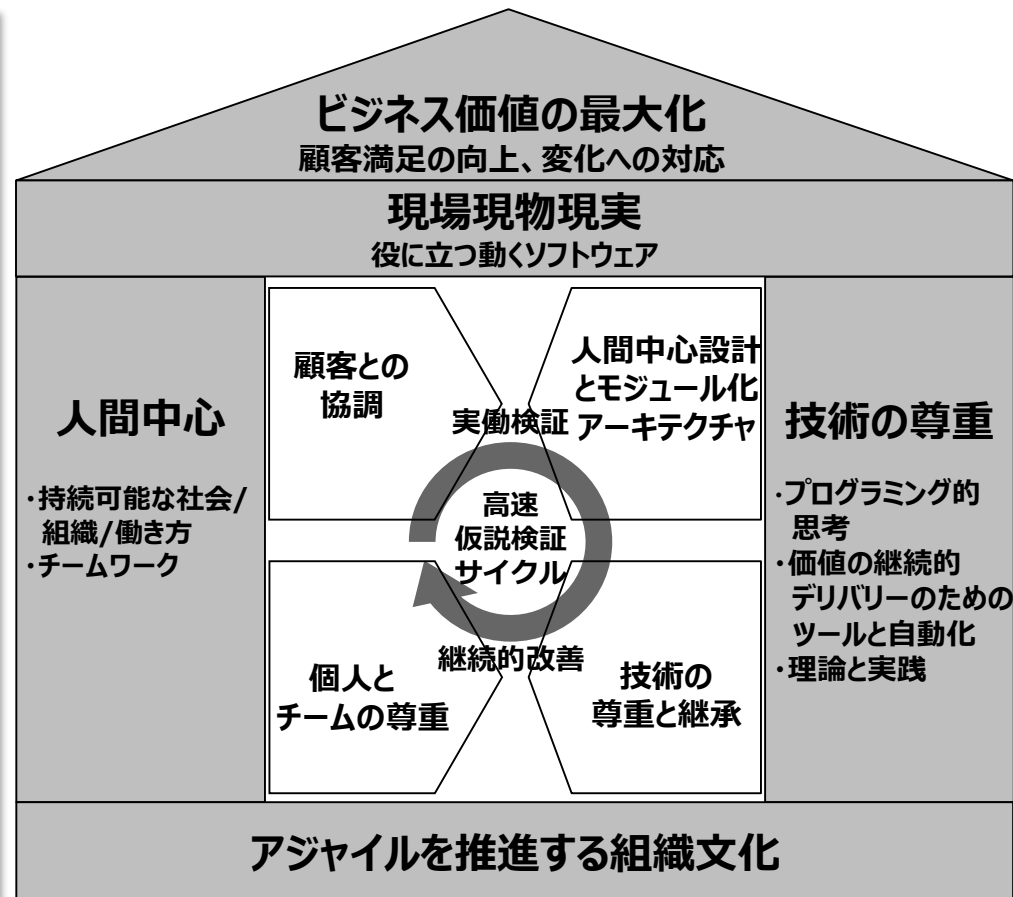 ビジネス価値の最大化
顧客満足の向上、変化への対応
現場現物現実
役に立つ動くソフトウェア
人間中心
・持続可能な社会/
組織/働き方
・チームワーク
顧客との
協調
人間中心設計
とモジュール化
アーキテクチャ
実働検証
高速
仮説検証
サイクル
継続的改善
個人と
チームの尊重
技術の
尊重と継承
技術の尊重
・プログラミング的
思考
・価値の継続的
デリバリーのための
ツールと自動化
・理論と実践
アジャイルを推進する組織文化